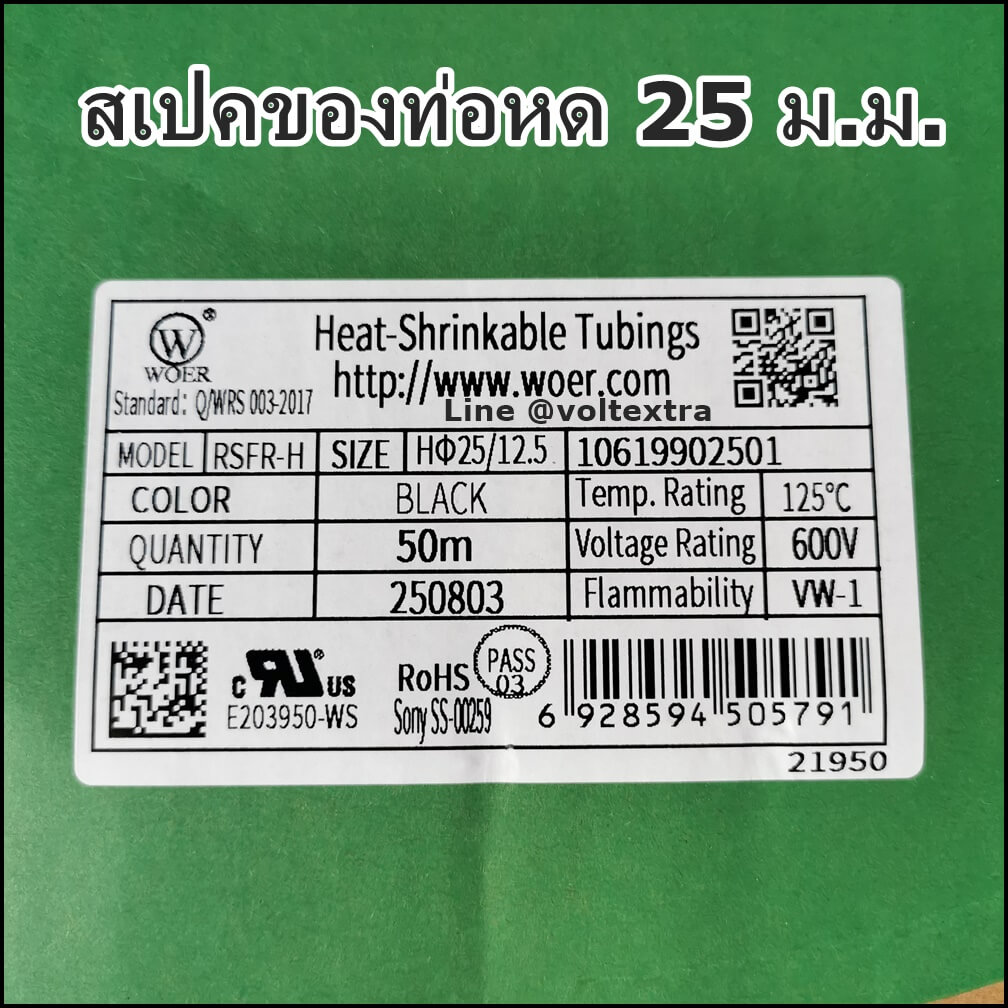 สเปคของท่อหด 25 ม.ม.
W ®
WOER
Heat-Shrinkable Tubings
http://www.woer.com
Standard: Q/WRS 003-2017
Line @voltextra
MODEL RSFR-H SIZE HΦ25/12.5 10619902501
COLOR BLACK Temp. Rating 125℃
QUANTITY 50m Voltage Rating 600V
DATE 250803 Flammability VW-1
c RU ® US
E203950-WS
RoHS
Sony SS-00259
PASS
03
6 928594 505791
21950